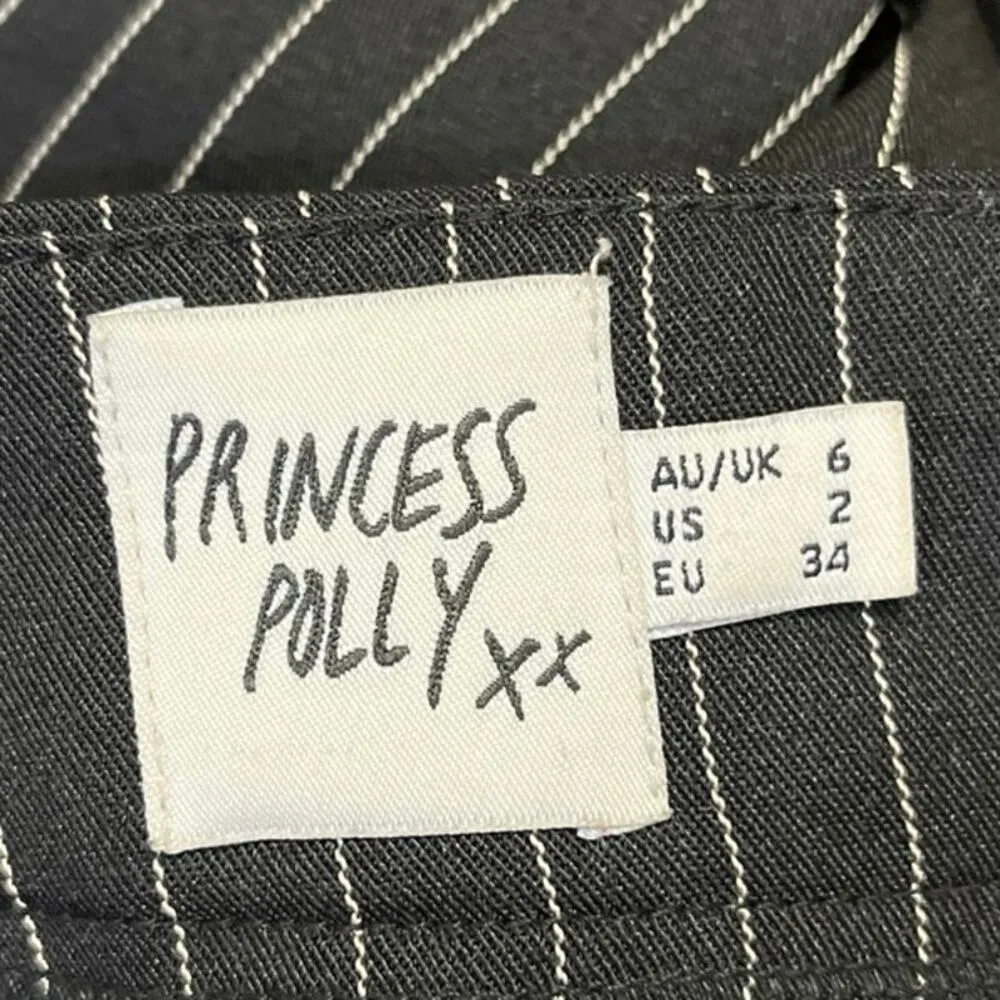 PRINCESS
POLLY xx
AU/UK 6
US 2
EU 34